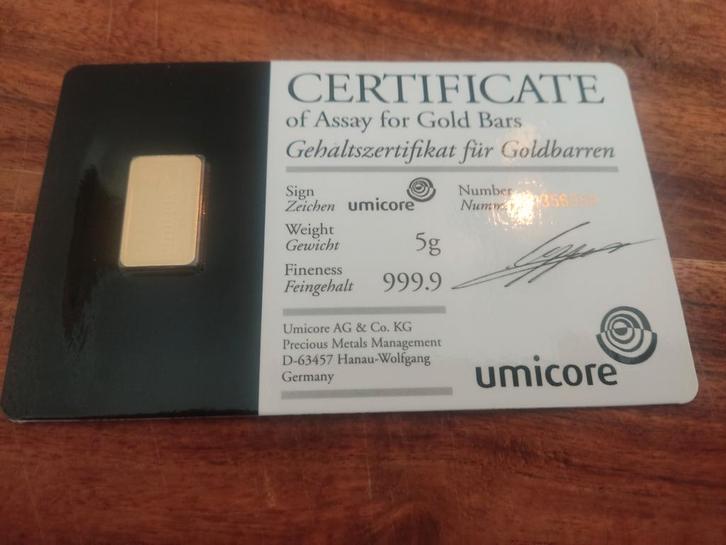 CERTIFICATE
of Assay for Gold Bars
Gehaltszertifikat für Goldbarren
Sign
Zeichen umicore
Number
Weight
Gewicht 5g
Fineness
Feingehalt 999.9
Umicore AG & Co. KG
Precious Metals Management
D-63457 Hanau-Wolfgang
Germany
umicore